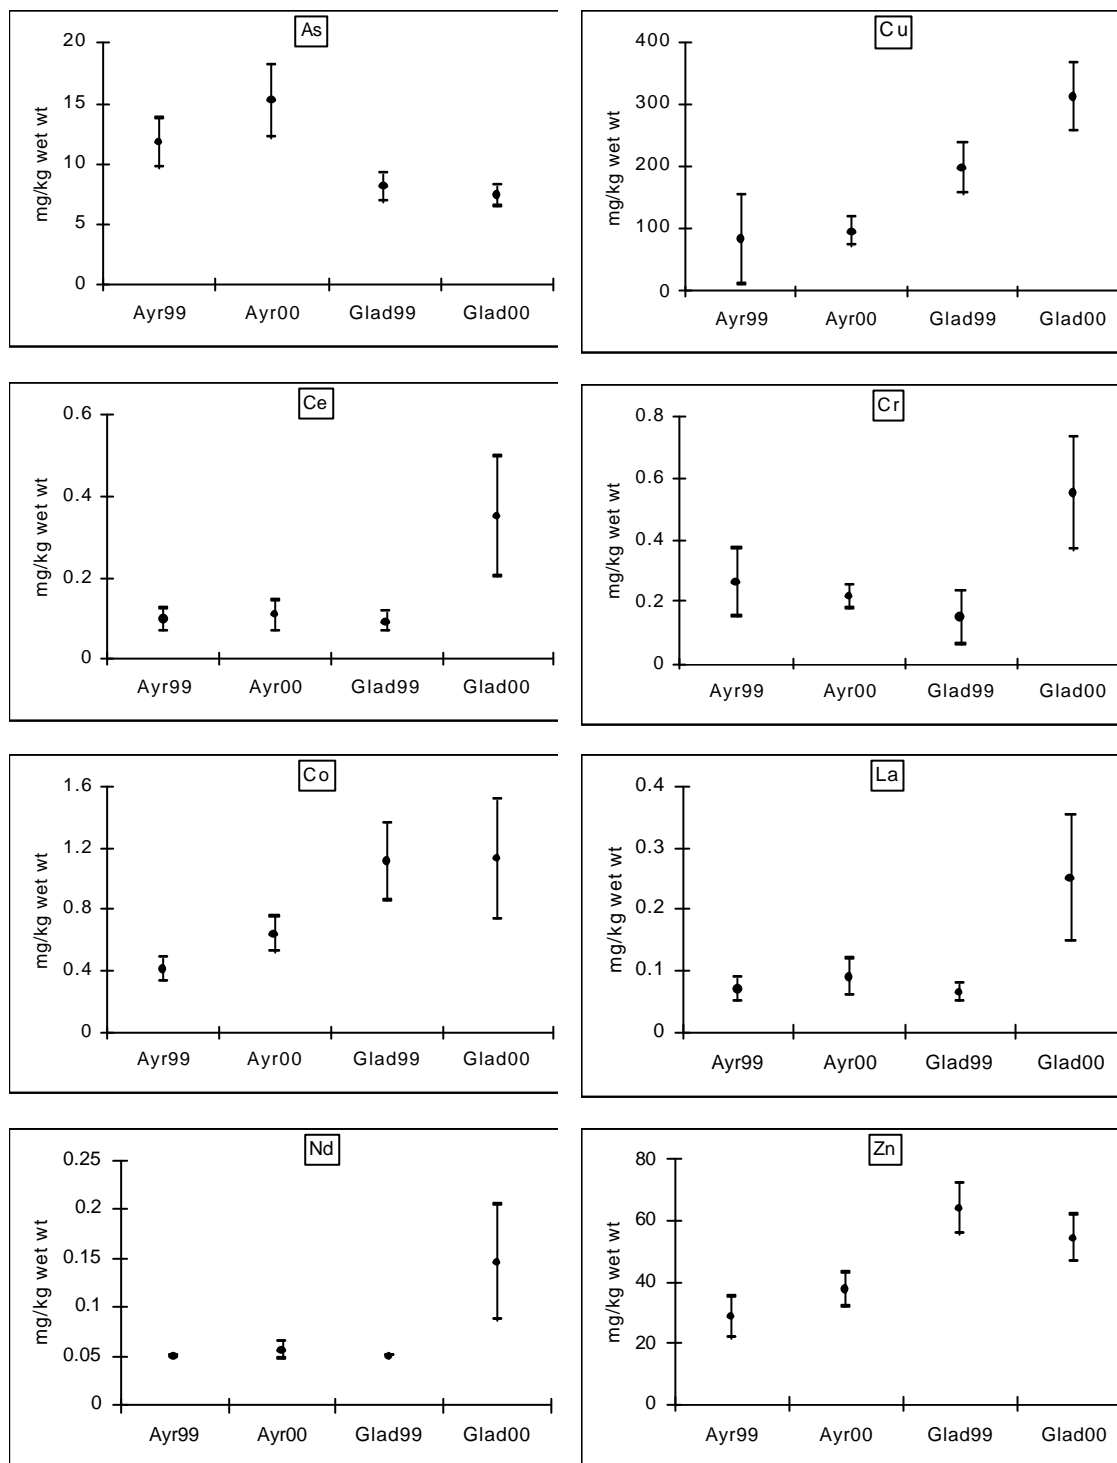 As
20
15
10
5
0
mg/kg wet wt
Ayr99 Ayr00 Glad99 Glad00
Cu
400
300
200
100
0
mg/kg wet wt
Ayr99 Ayr00 Glad99 Glad00
Ce
0.6
0.4
0.2
0
mg/kg wet wt
Ayr99 Ayr00 Glad99 Glad00
Cr
0.8
0.6
0.4
0.2
0
mg/kg wet wt
Ayr99 Ayr00 Glad99 Glad00
Co
1.6
1.2
0.8
0.4
0
mg/kg wet wt
Ayr99 Ayr00 Glad99 Glad00
La
0.4
0.3
0.2
0.1
0
mg/kg wet wt
Ayr99 Ayr00 Glad99 Glad00
Nd
0.25
0.2
0.15
0.1
0.05
0
mg/kg wet wt
Ayr99 Ayr00 Glad99 Glad00
Zn
80
60
40
20
0
mg/kg wet wt
Ayr99 Ayr00 Glad99 Glad00